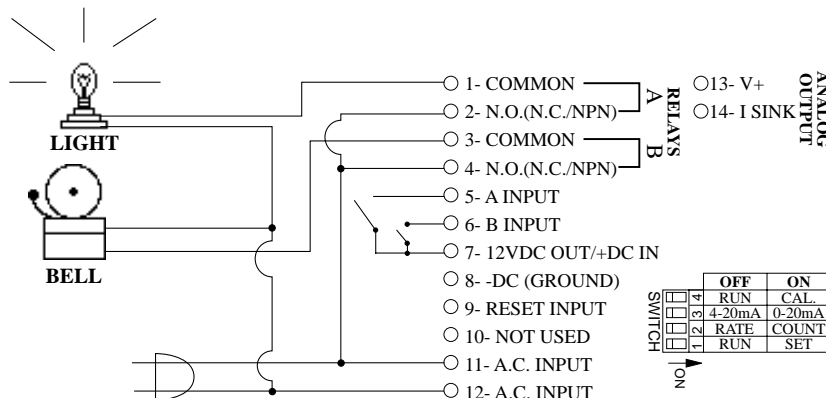 LIGHT
BELL
1- COMMON
2- N.O.(N.C./NPN)
3- COMMON
4- N.O.(N.C./NPN)
5- A INPUT
6- B INPUT
7- 12VDC OUT/+DC IN
8- -DC (GROUND)
9- RESET INPUT
10- NOT USED
11- A.C. INPUT
12- A.C. INPUT
A
B
RELAYS
13- V+
14- I SINK
ANALOG
OUTPUT
OFF ON
4 RUN CAL.
3 4-20mA 0-20mA
2 RATE COUNT
1 RUN SET
SWITCH
ON